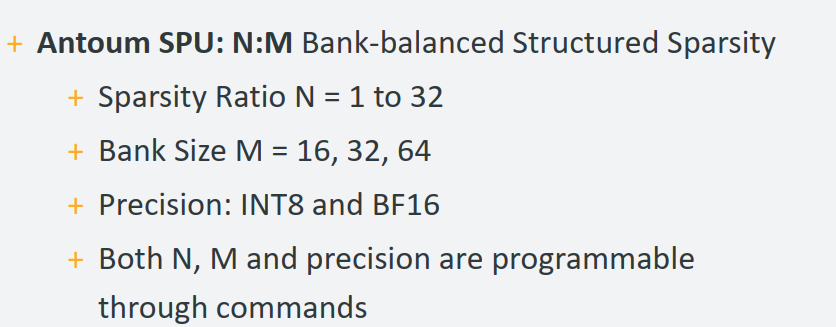 + Antoum SPU: N:M Bank-balanced Structured Sparsity
+ Sparsity Ratio N = 1 to 32
+ Bank Size M = 16, 32, 64
+ Precision: INT8 and BF16
+ Both N, M and precision are programmable
through commands